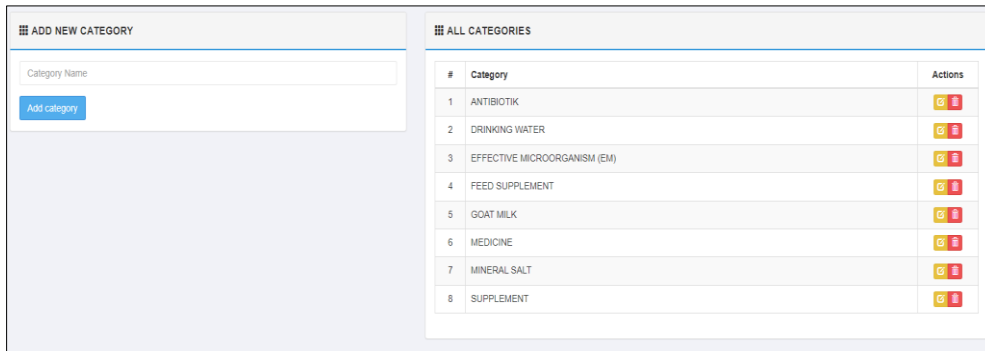 ADD NEW CATEGORY
Category Name
Add category
ALL CATEGORIES
# Category Actions
1 ANTIBIOTIK
2 DRINKING WATER
3 EFFECTIVE MICROORGANISM (EM)
4 FEED SUPPLEMENT
5 GOAT MILK
6 MEDICINE
7 MINERAL SALT
8 SUPPLEMENT